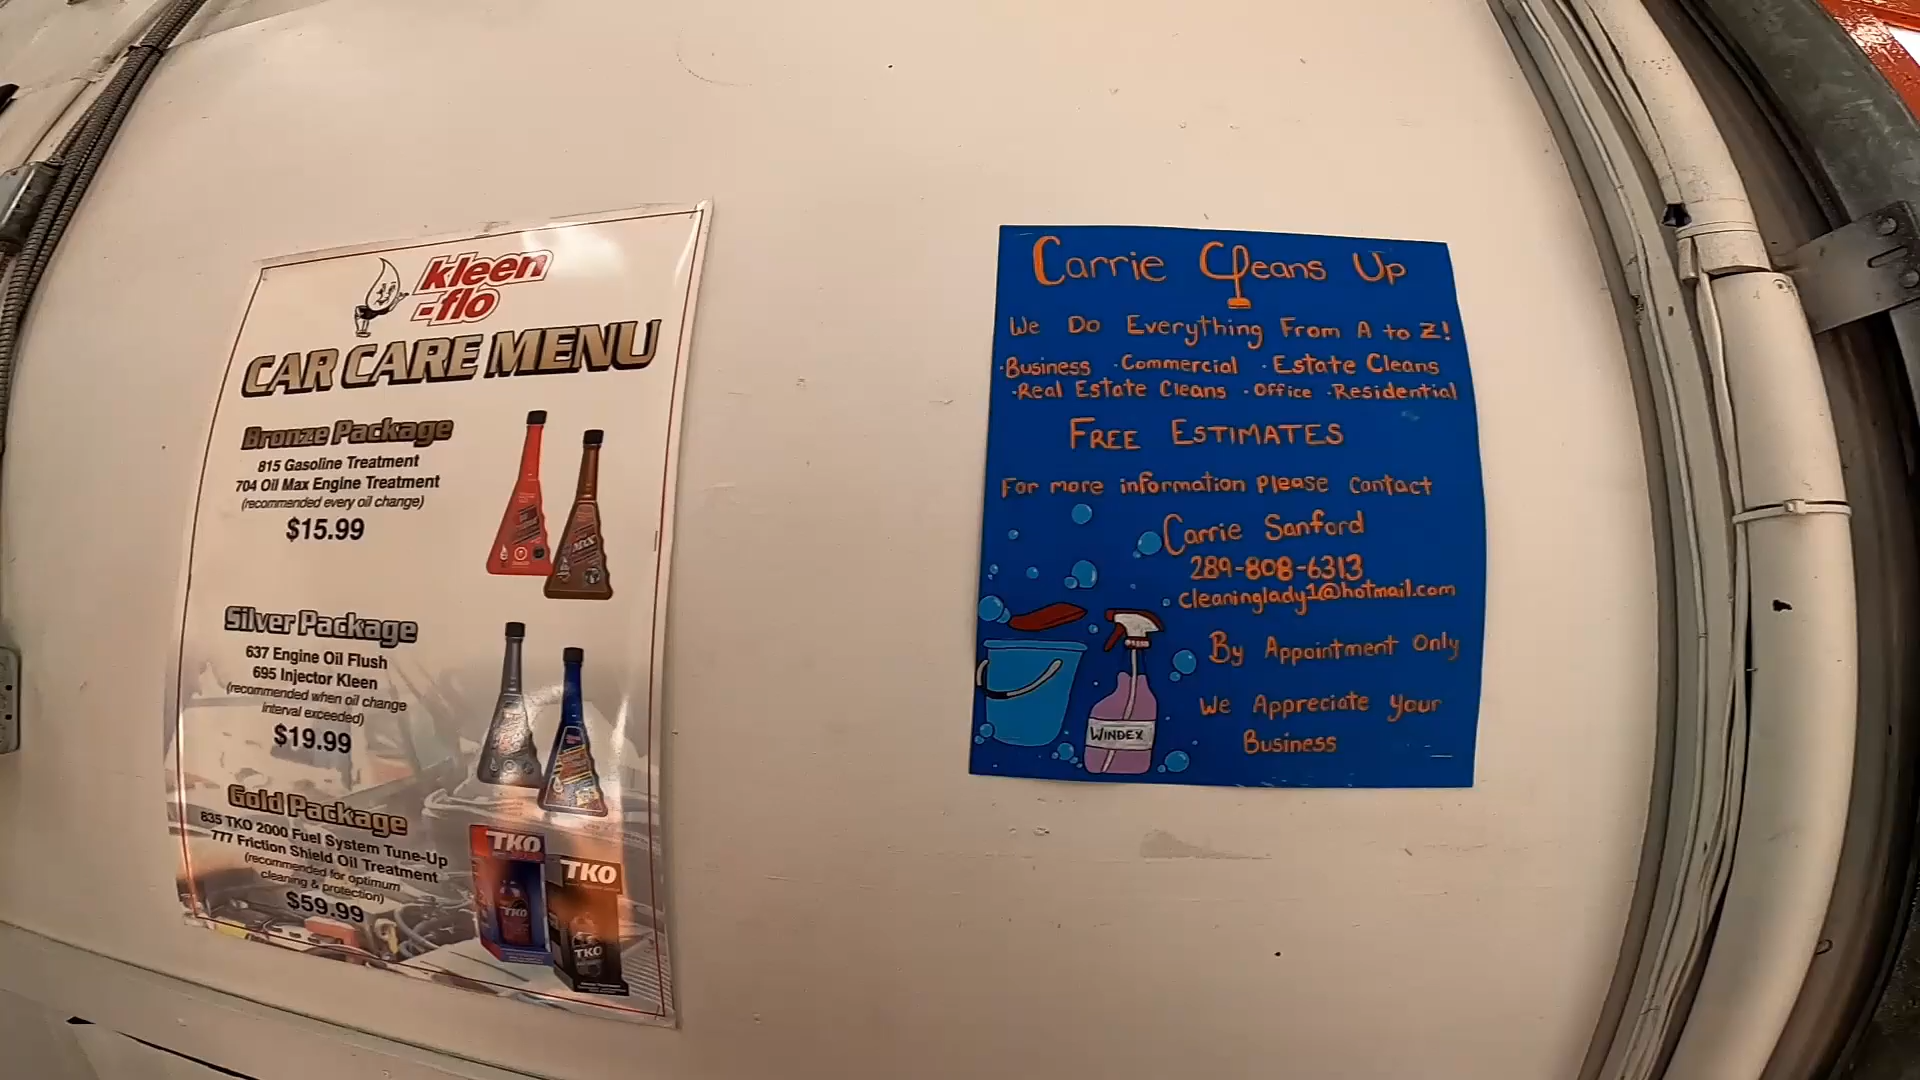 kleen
-flo
CAR CARE MENU
Bronze Package
815 Gasoline Treatment
704 Oil Max Engine Treatment
(recommended every oil change)
$15.99
Silver Package
637 Engine Oil Flush
695 Injector Kleen
(recommended when oil change
interval exceeded)
$19.99
Gold Package
835 TKO 2000 Fuel System Tune-Up
777 Friction Shield Oil Treatment
(recommended for optimum
cleaning & protection)
$59.99
TKO
TKO
TKO
TKO
Carrie Cleans Up
We Do Everything From A to Z!
·Business ·Commercial ·Estate Cleans
·Real Estate Cleans ·Office ·Residential
FREE ESTIMATES
For more information Please contact
Carrie Sanford
289-808-6313
cleaninglady1@hotmail.com
By Appointment Only
We Appreciate Your
Business
WINDEX